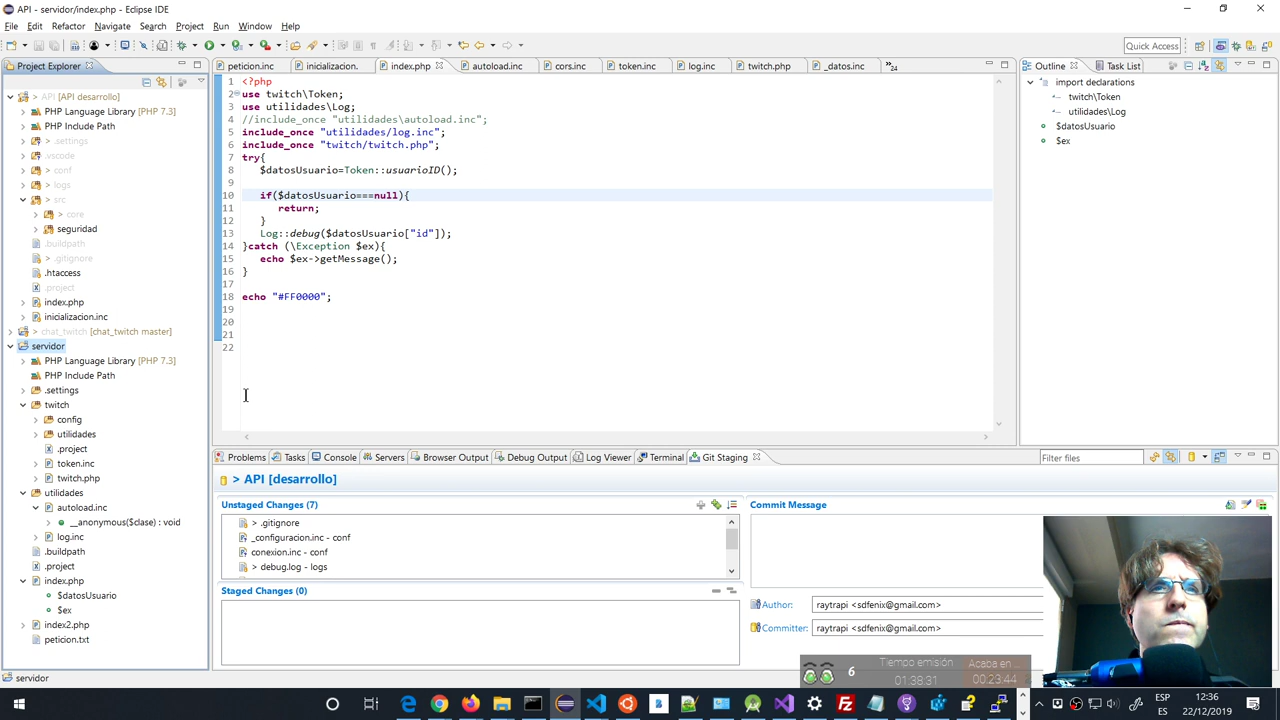 API - servidor/index.php - Eclipse IDE
File Edit Refactor Navigate Search Project Run Window Help
Quick Access
Project Explorer
peticion.inc
inicializacion.
index.php
autoload.inc
cors.inc
token.inc
log.inc
twitch.php
_datos.inc
»24
Outline
Task List
> API [API desarrollo]
PHP Language Library [PHP 7.3]
PHP Include Path
> .settings
> .vscode
> conf
> logs
> src
> core
seguridad
.buildpath
> .gitignore
.htaccess
.project
index.php
inicializacion.inc
> chat_twitch [chat_twitch master]
servidor
PHP Language Library [PHP 7.3]
PHP Include Path
.settings
twitch
config
utilidades
.project
token.inc
twitch.php
utilidades
autoload.inc
__anonymous($clase) : void
log.inc
.buildpath
.project
index.php
$datosUsuario
$ex
index2.php
peticion.txt
1 <?php
2 use twitch\Token;
3 use utilidades\Log;
4 //include_once "utilidades\autoload.inc";
5 include_once "utilidades/log.inc";
6 include_once "twitch/twitch.php";
7 try{
8 $datosUsuario=Token::usuarioID();
9
10 if($datosUsuario===null){
11 return;
12 }
13 Log::debug($datosUsuario["id"]);
14 }catch (\Exception $ex){
15 echo $ex->getMessage();
16 }
18 echo "#FF0000";
19
20
21
22
import declarations
twitch\Token
utilidades\Log
$datosUsuario
$ex
Problems Tasks Console Servers Browser Output Debug Output Log Viewer Terminal Git Staging
Filter files
> API [desarrollo]
Unstaged Changes (7)
> .gitignore
_configuracion.inc - conf
conexion.inc - conf
> debug.log - logs
Staged Changes (0)
Commit Message
Author: raytrapi <sdfenix@gmail.com>
Committer: raytrapi <sdfenix@gmail.com>
6
Tiempo emisión
01:38:31
Acaba en ...
00:23:44
servidor
ESP
ES
12:36
22/12/2019